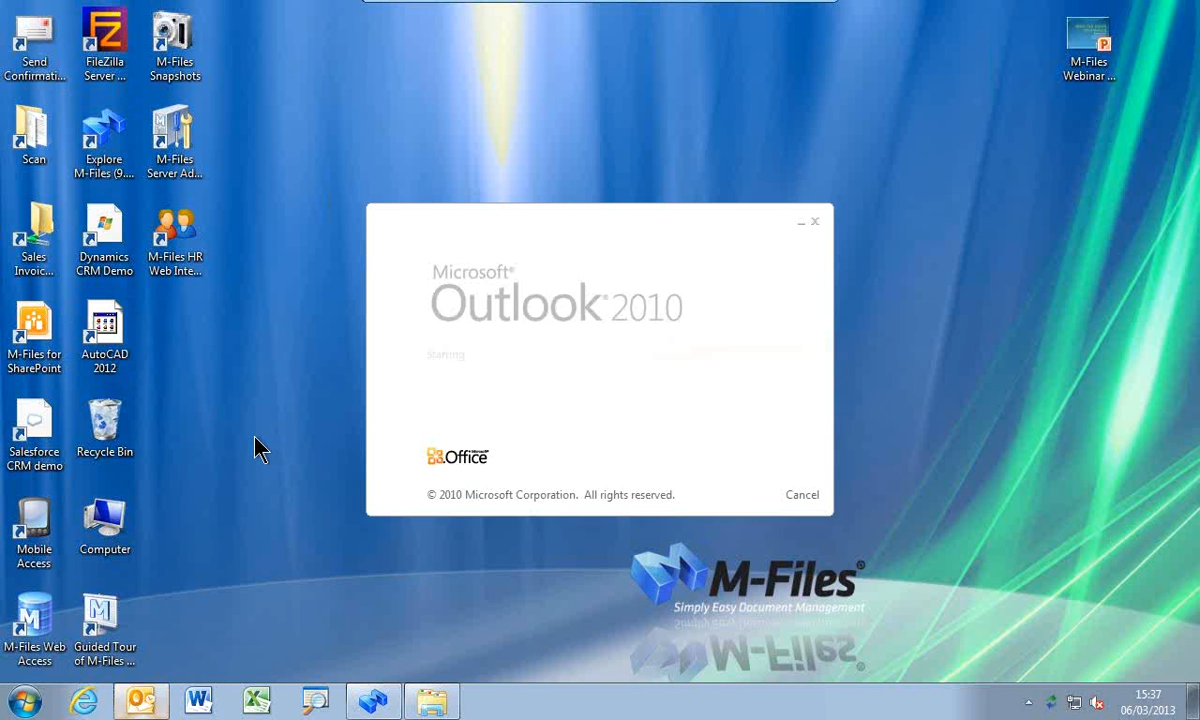 Send
Confirmati...
FileZilla
Server ...
M-Files
Snapshots
M-Files
Webinar ...
Scan
Explore
M-Files (9....
M-Files
Server Ad...
Sales
Invoic...
Dynamics
CRM Demo
M-Files HR
Web Inte...
M-Files for
SharePoint
AutoCAD
2012
Salesforce
CRM demo
Recycle Bin
Mobile
Access
Computer
M-Files Web
Access
Guided Tour
of M-Files ...
Microsoft®
Outlook® 2010
Starting
Microsoft®
Office
© 2010 Microsoft Corporation. All rights reserved.
Cancel
M-Files®
Simply Easy Document Management
15:37
06/03/2013